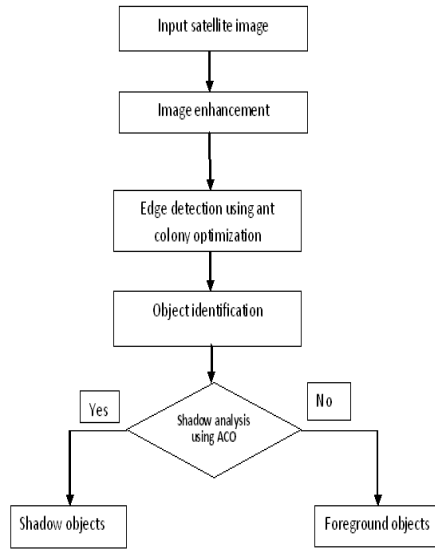 Input satellite image
Image enhancement
Edge detection using ant
colony optimization
Object identification
Yes
No
Shadow analysis
using ACO
Shadow objects
Foreground objects